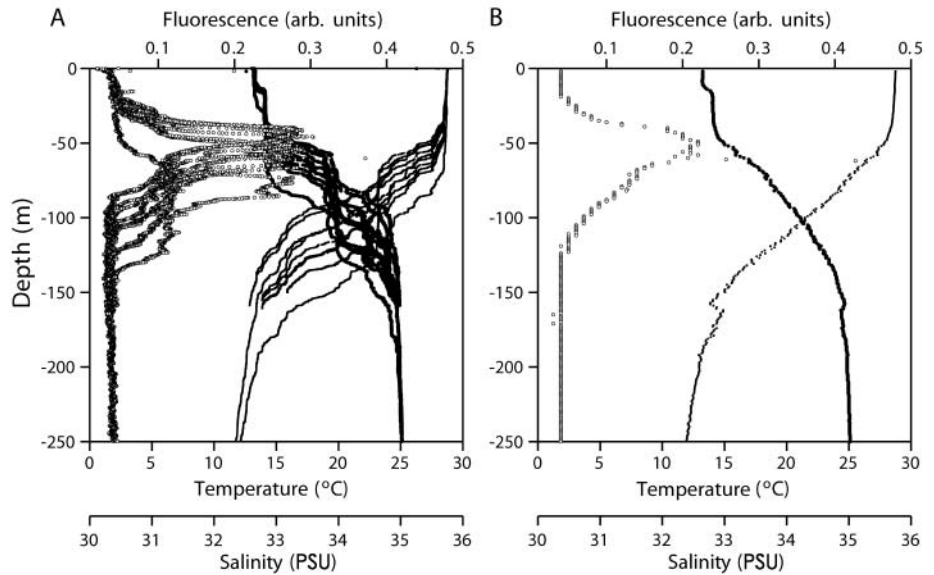 A
Fluorescence (arb. units)
0.1 0.2 0.3 0.4 0.5
Depth (m)
0
-50
-100
-150
-200
-250
0 5 10 15 20 25 30
Temperature (°C)
30 31 32 33 34 35 36
Salinity (PSU)
B
Fluorescence (arb. units)
0.1 0.2 0.3 0.4 0.5
0
-50
-100
-150
-200
-250
0 5 10 15 20 25 30
Temperature (°C)
30 31 32 33 34 35 36
Salinity (PSU)